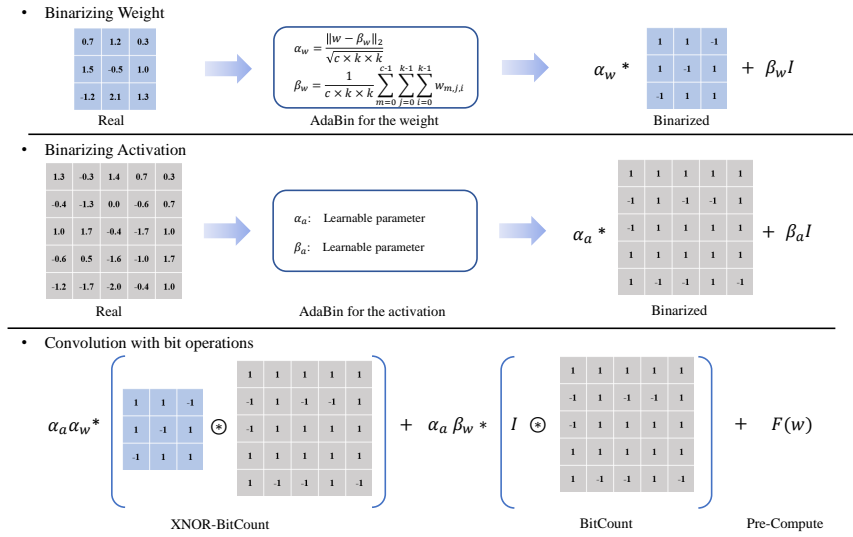 • Binarizing Weight
0.7 1.2 0.3
1.5 -0.5 1.0
-1.2 2.1 1.3
Real
α_w = ‖w − β_w‖₂ / √(c × k × k)
β_w = 1 / (c × k × k) ∑_{m=0}^{c-1} ∑_{j=0}^{k-1} ∑_{i=0}^{k-1} w_{m,j,i}
AdaBin for the weight
α_w *
1 1 -1
1 -1 1
-1 1 1
+ β_w I
Binarized
• Binarizing Activation
1.3 -0.3 1.4 0.7 0.3
-0.4 -1.3 0.0 -0.6 0.7
1.0 1.7 -0.4 -1.7 1.0
-0.6 0.5 -1.6 -1.0 1.7
-1.2 -1.7 -2.0 -0.4 1.0
Real
α_a: Learnable parameter
β_a: Learnable parameter
AdaBin for the activation
α_a *
1 1 1 1 1
-1 1 -1 -1 1
-1 1 1 1 1
1 1 1 1 1
1 -1 -1 1 -1
+ β_a I
Binarized
• Convolution with bit operations
α_a α_w *
1 1 -1
1 -1 1
-1 1 1
⊛
1 1 1 1 1
-1 1 -1 -1 1
-1 1 1 1 1
1 1 1 1 1
1 -1 -1 1 -1
+ α_a β_w *
I ⊛
1 1 1 1 1
-1 1 -1 -1 1
-1 1 1 1 1
1 1 1 1 1
1 -1 -1 1 -1
+ F(w)
XNOR-BitCount
BitCount
Pre-Compute